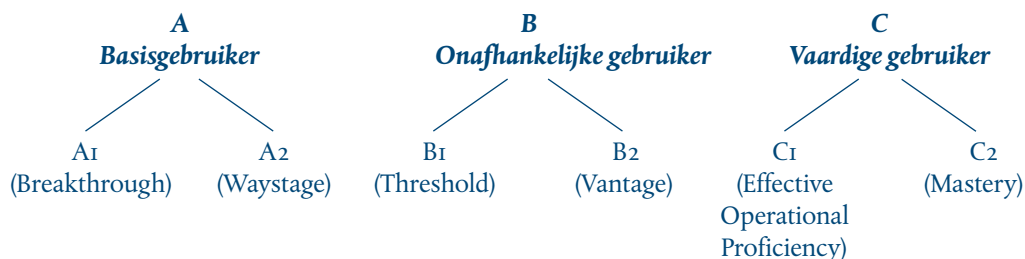 A
Basisgebruiker
B
Onafhankelijke gebruiker
C
Vaardige gebruiker
A1
(Breakthrough)
A2
(Waystage)
B1
(Threshold)
B2
(Vantage)
C1
(Effective
Operational
Proficiency)
C2
(Mastery)